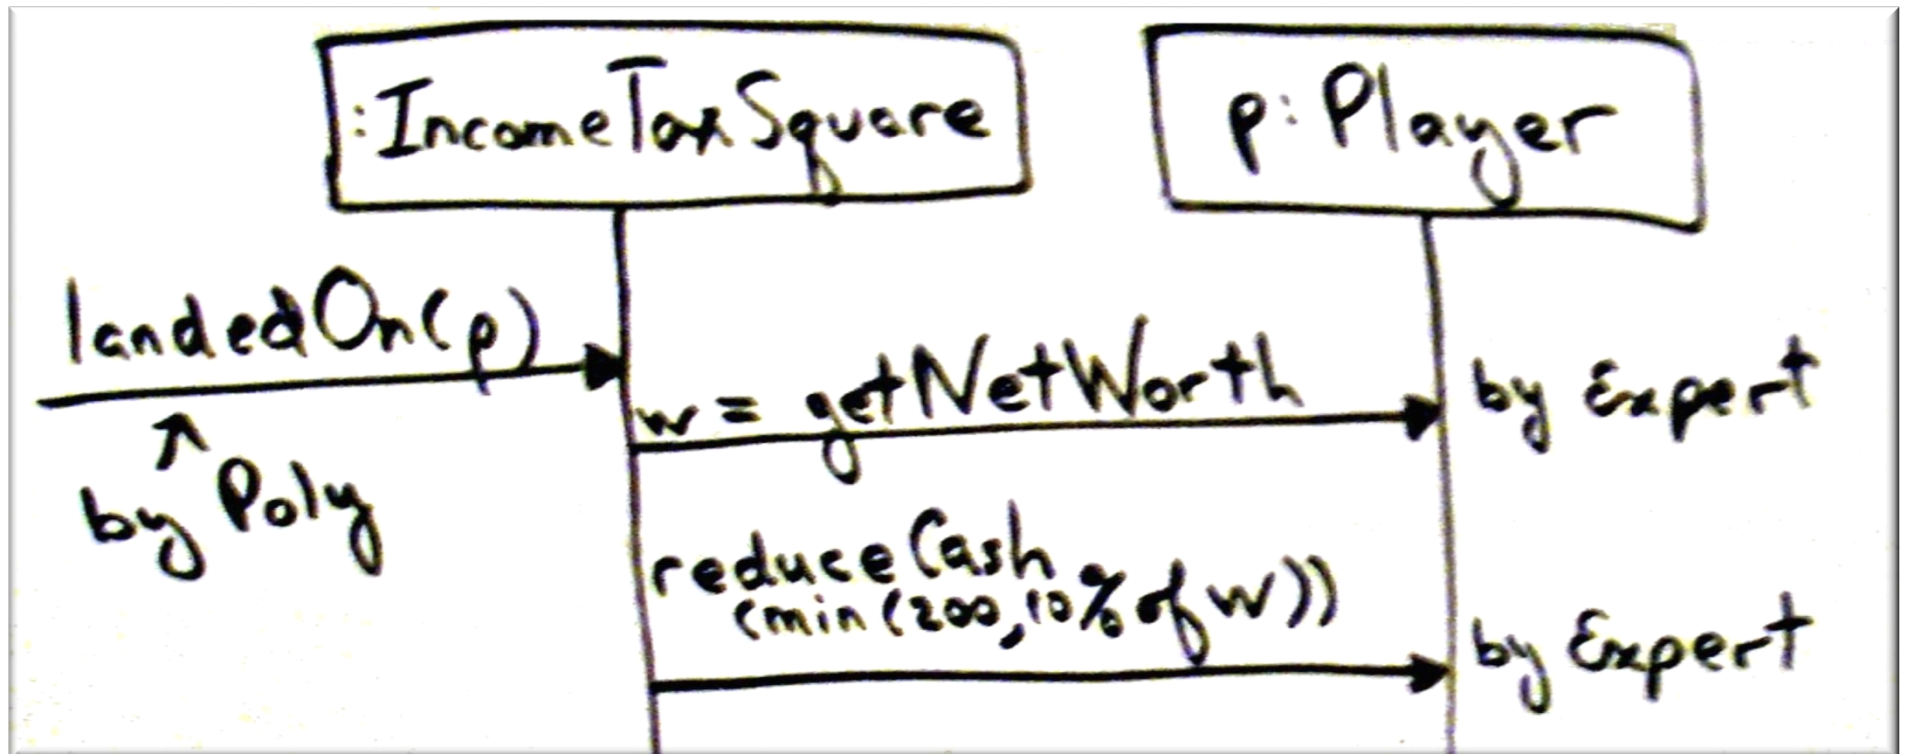 :IncomeTaxSquare
p:Player
landedOn(p)
by Poly
w = getNetWorth
by Expert
reduceCash
(min(200,10% of w))
by Expert